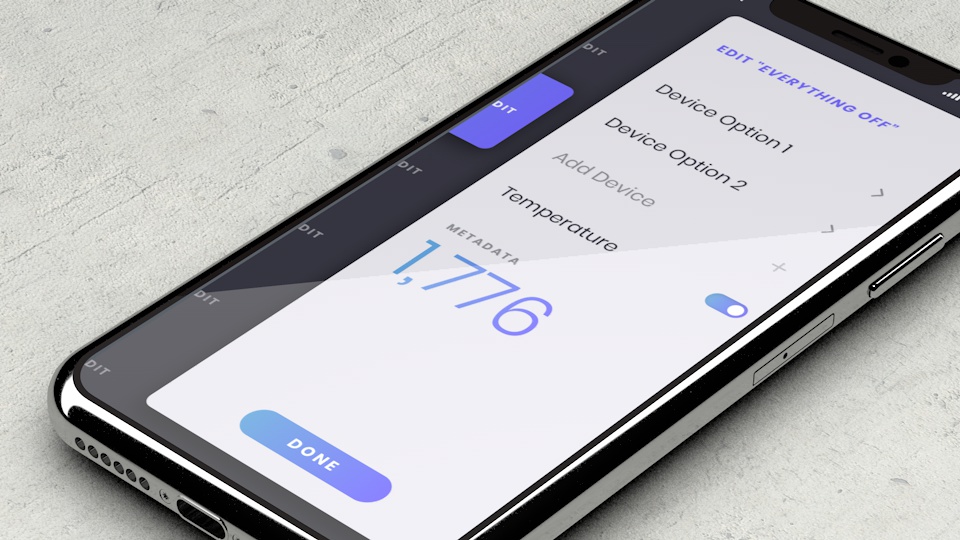 EDIT "EVERYTHING OFF"
Device Option 1
Device Option 2
Add Device
Temperature
METADATA
1,776
DONE
DIT
DIT
DIT
DIT
DIT
DIT